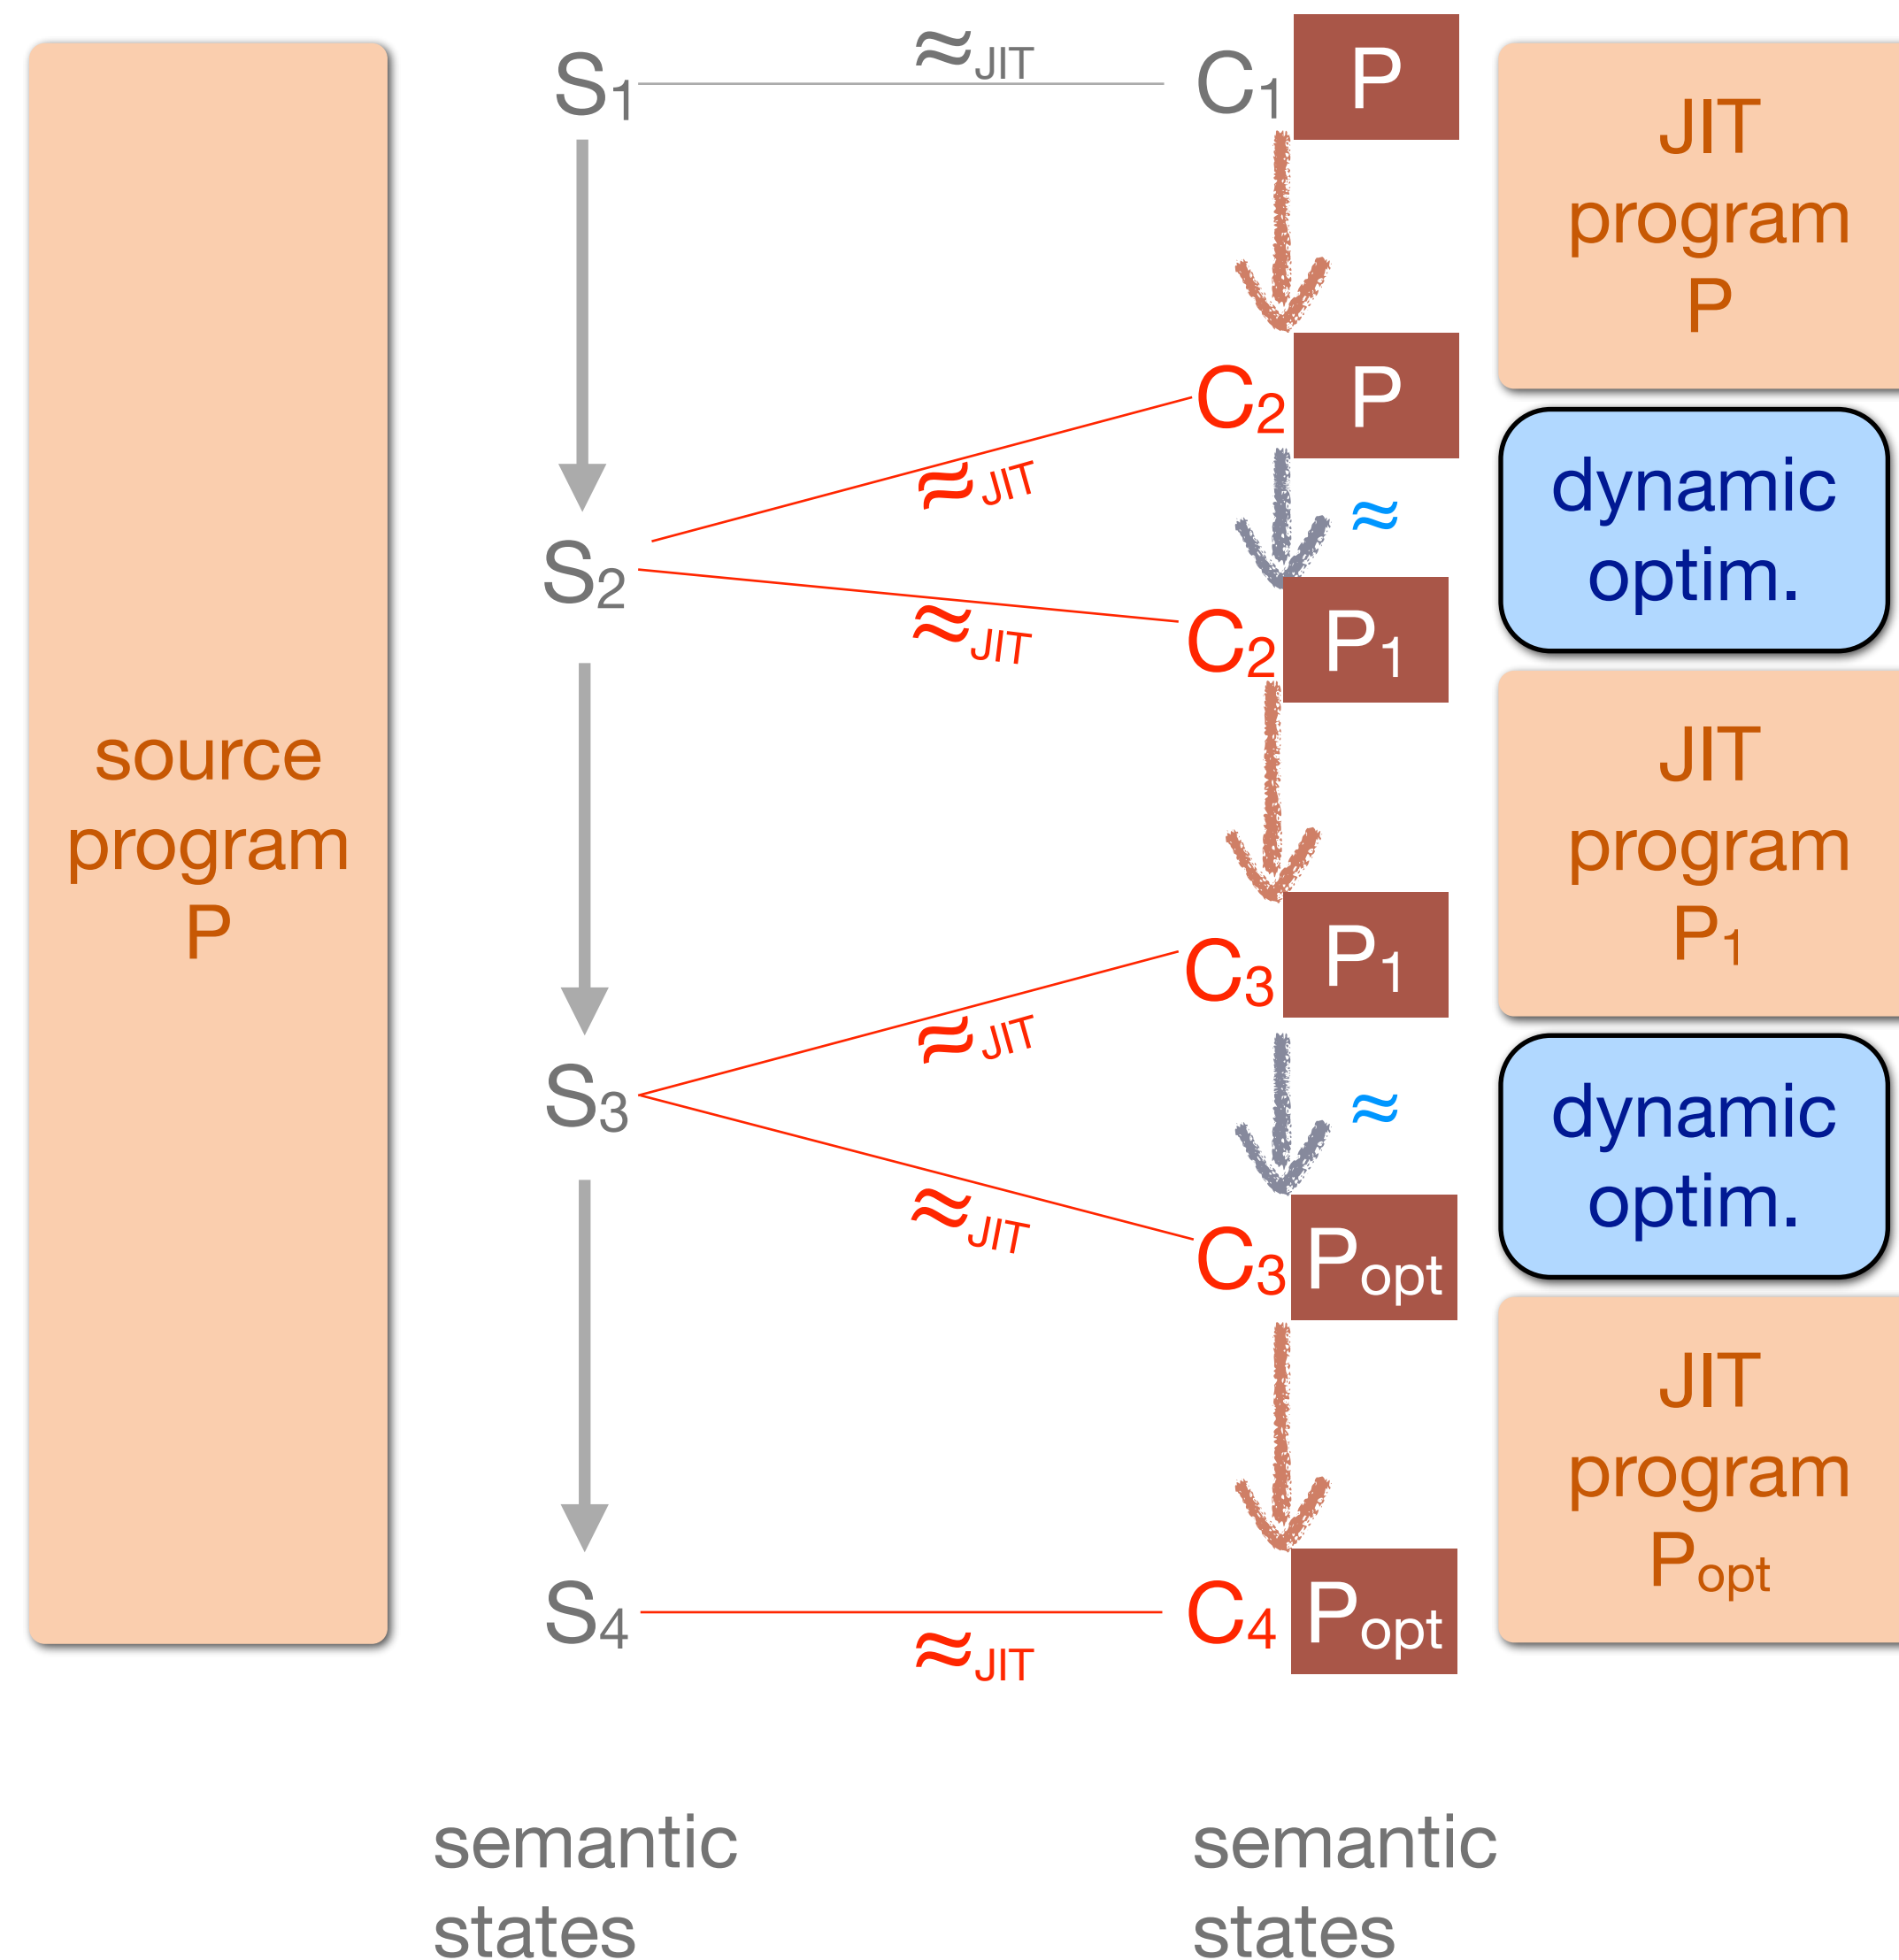 source
program
P
S1
≈JIT
C1 P
C2 P
≈JIT
≈
S2
≈JIT
C2 P1
C3 P1
≈JIT
≈
S3
≈JIT
C3 Popt
S4
≈JIT
C4 Popt
JIT
program
P
dynamic
optim.
JIT
program
P1
dynamic
optim.
JIT
program
Popt
semantic
states
semantic
states